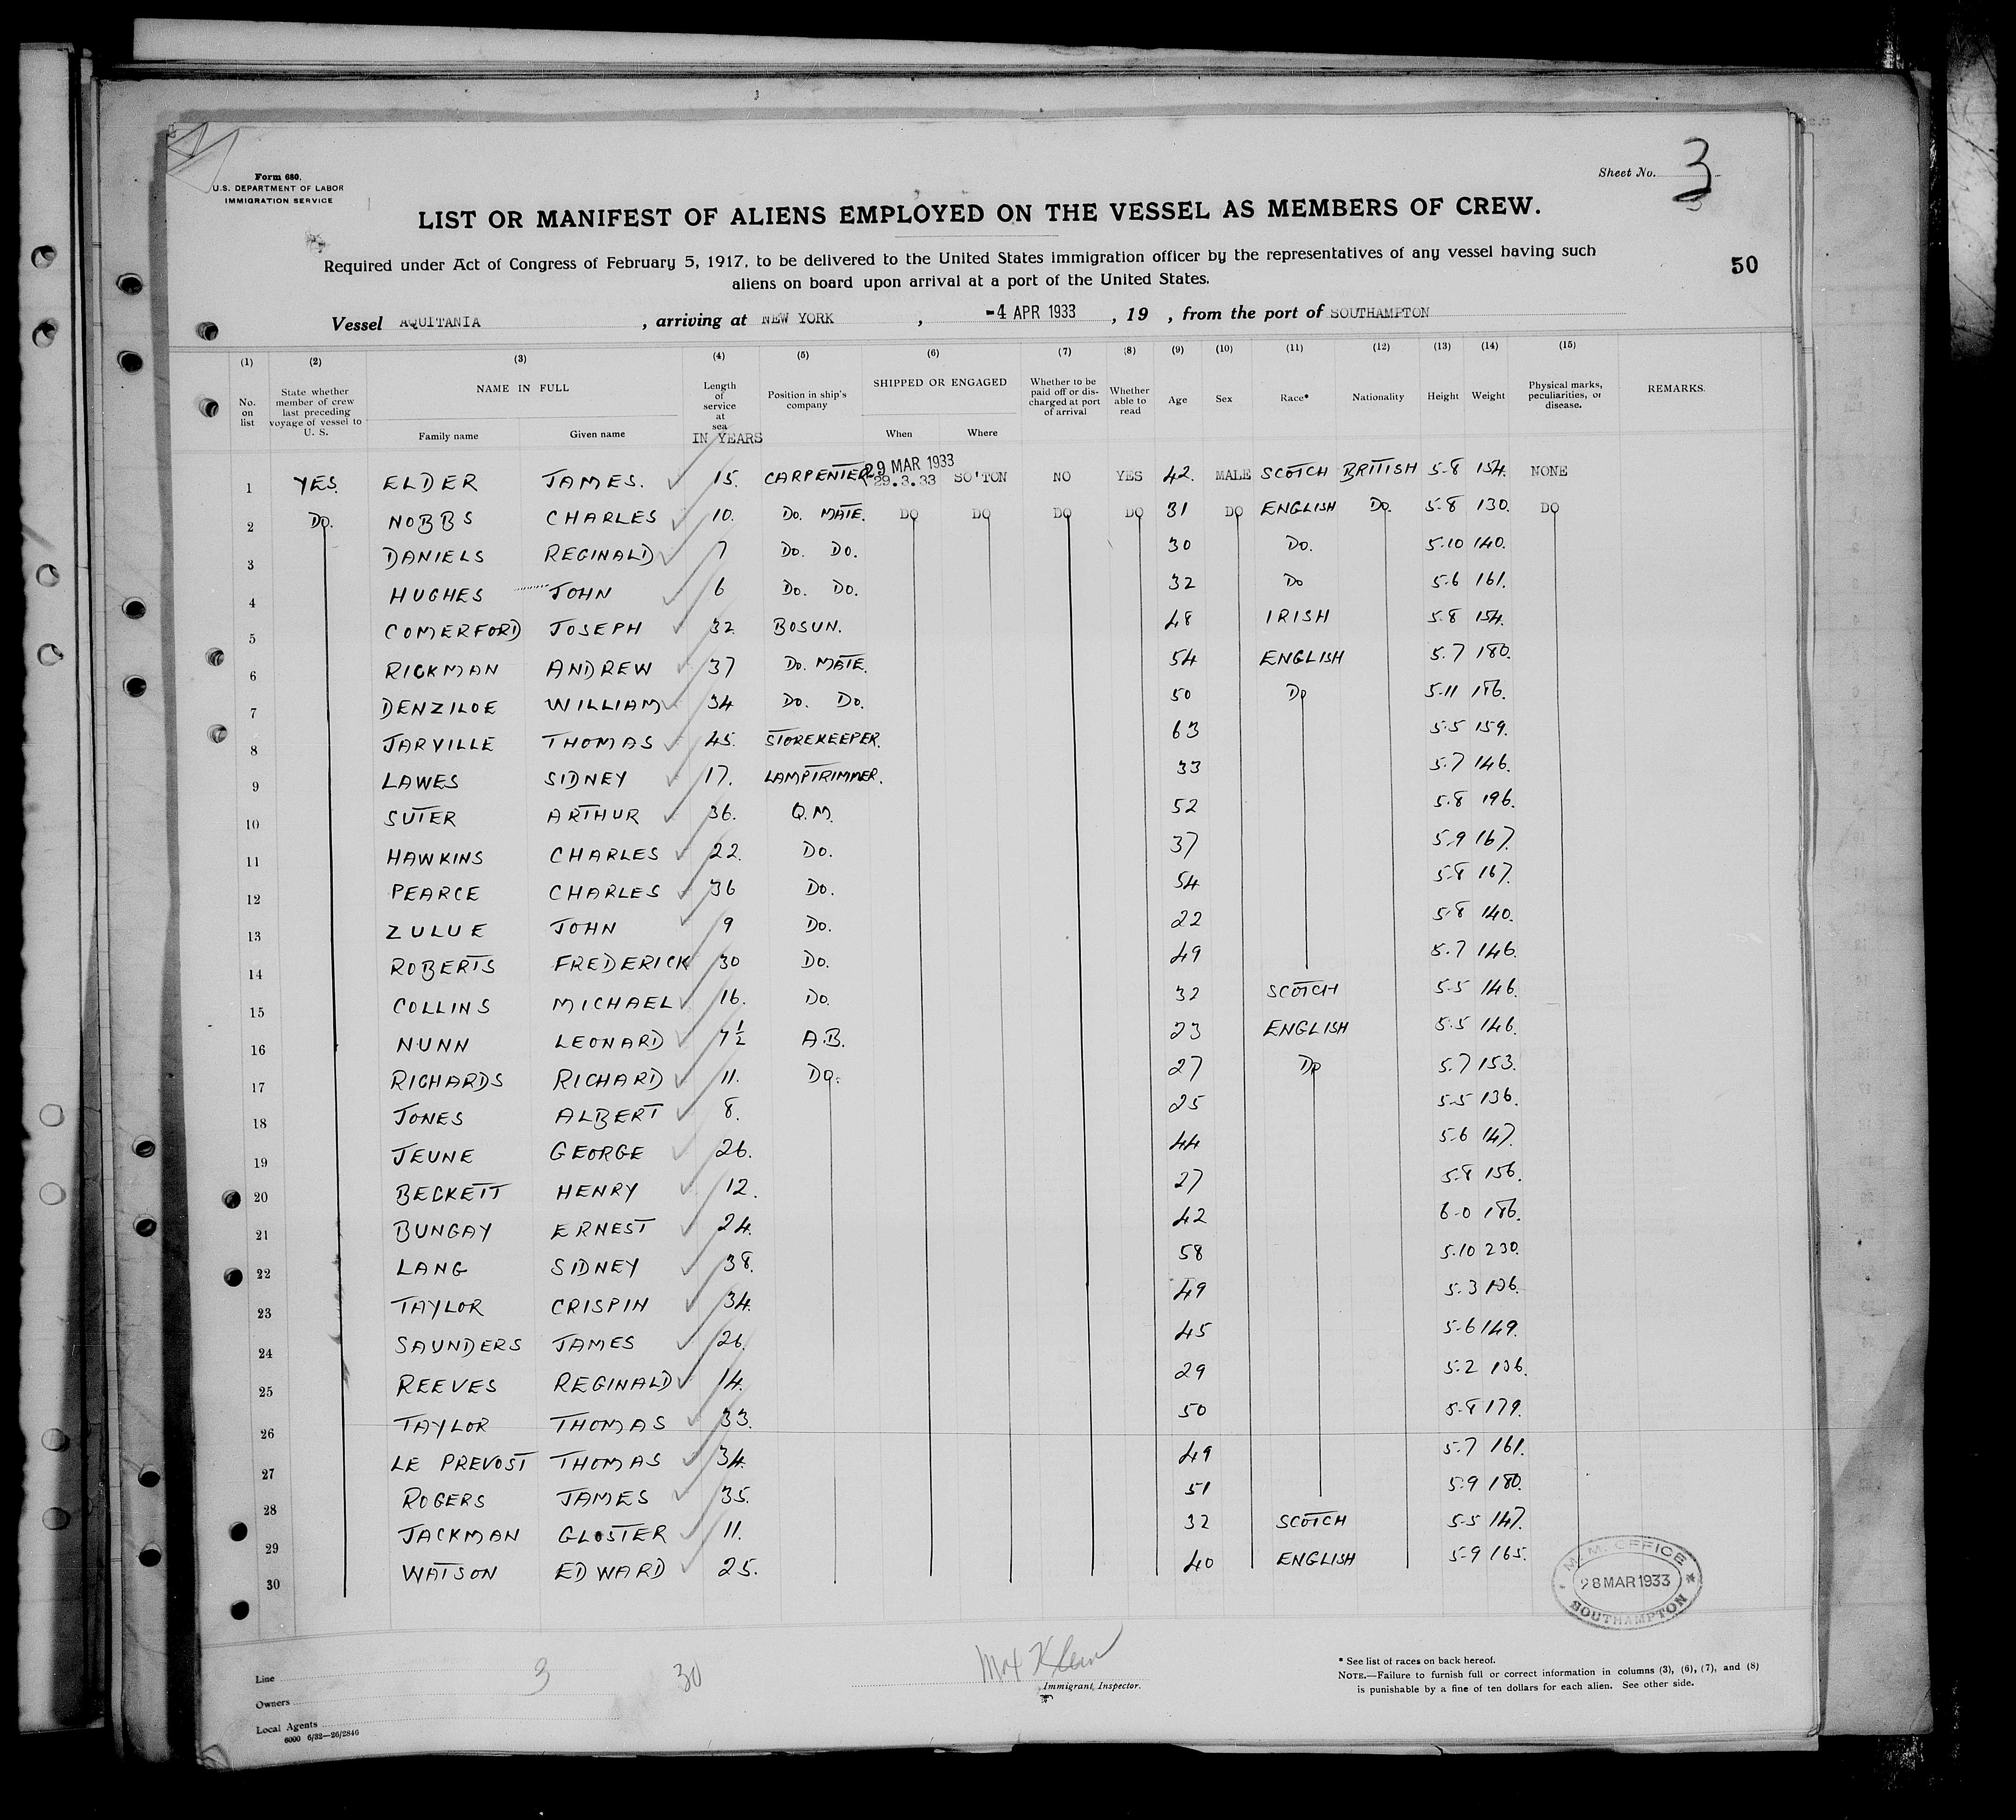 Form 680.
U.S. DEPARTMENT OF LABOR
IMMIGRATION SERVICE
Sheet No. 3
LIST OR MANIFEST OF ALIENS EMPLOYED ON THE VESSEL AS MEMBERS OF CREW.
50
Required under Act of Congress of February 5, 1917, to be delivered to the United States immigration officer by the representatives of any vessel having such
aliens on board upon arrival at a port of the United States.
Vessel AQUITANIA , arriving at NEW YORK , -4 APR 1933 , 19 , from the port of SOUTHAMPTON
(1) (2) (3) (4) (5) (6) (7) (8) (9) (10) (11) (12) (13) (14) (15)
No. on list State whether member of crew last preceding voyage of vessel to U. S. NAME IN FULL Family name Given name Length of service at sea IN YEARS Position in ship's company SHIPPED OR ENGAGED When Where Whether to be paid off or discharged at port of arrival Whether able to read Age Sex Race* Nationality Height Weight Physical marks, peculiarities, or disease. REMARKS.
29 MAR 1933
1 YES. ELDER JAMES. 15. CARPENTER 29.3.33 SO'TON NO YES 42. MALE SCOTCH BRITISH 5-8 154. NONE
2 Do. NOBBS CHARLES 10. Do. MATE. DO DO DO DO 31 DO ENGLISH Do. 5-8 130. DO
3 DANIELS REGINALD 7 Do. Do. 30 Do. 5-10 140.
4 HUGHES JOHN 6 Do. Do. 32 Do 5-6 161.
5 COMERFORD JOSEPH 32. BOSUN. 48 IRISH 5-8 154.
6 RICKMAN ANDREW 37 Do. MATE. 54 ENGLISH 5.7 180.
7 DENZILOE WILLIAM 34 Do. Do. 50 Do 5-11
8 JARVILLE THOMAS 45. STOREKEEPER. 63 5-5 159.
9 LAWES SIDNEY 17. LAMPTRIMMER. 33 5.7 146.
10 SUTER ARTHUR 36. Q.M. 52 5.8 196.
11 HAWKINS CHARLES 22. Do. 37 5.9 167.
12 PEARCE CHARLES 36 Do. 54 5-8 167.
13 ZULUE JOHN 9 Do. 22 5-8 140.
14 ROBERTS FREDERICK 30 Do. 49 5.7 146.
15 COLLINS MICHAEL 16. Do. 32 SCOTCH 5-5 146.
16 NUNN LEONARD 7½ A.B. 23 ENGLISH 5.5 146.
17 RICHARDS RICHARD 11. Do. 27 Do 5.7 153.
18 JONES ALBERT 8. 25 5-5 136.
19 JEUNE GEORGE 26. 44 5-6 147.
20 BECKETT HENRY 12. 27 5-8 156.
21 BUNGAY ERNEST 24. 42 6-0
22 LANG SIDNEY 38. 58 5.10 230.
23 TAYLOR CRISPIN 34. 49 5.3
24 SAUNDERS JAMES 26. 45 5-6 149.
25 REEVES REGINALD 14. 29 5.2
26 TAYLOR THOMAS 33. 50 5-8 179.
27 LE PREVOST THOMAS 34. 49 5.7 161.
28 ROGERS JAMES 35. 51 5-9 180.
29 JACKMAN GLOSTER 11. 32 SCOTCH 5-5 147.
30 WATSON EDWARD 25. 40 ENGLISH 5-9 165.
M.M. OFFICE
28 MAR 1933
SOUTHAMPTON
Line
3 30
Max Klein
Immigrant Inspector.
Owners
Local Agents
6000 6/32—26/2846
* See list of races on back hereof.
NOTE.—Failure to furnish full or correct information in columns (3), (6), (7), and (8)
is punishable by a fine of ten dollars for each alien. See other side.